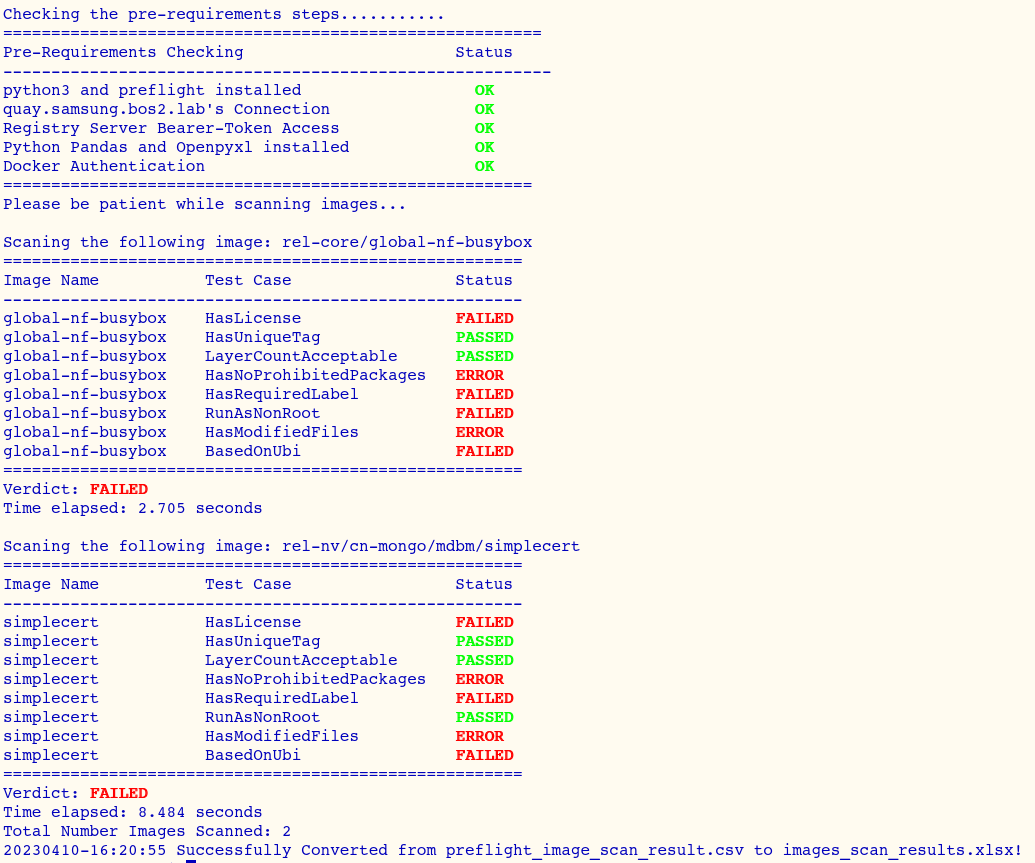 Checking the pre-requirements steps...........
========================================================
Pre-Requirements Checking                      Status
---------------------------------------------------------
python3 and preflight installed                  OK
quay.samsung.bos2.lab's Connection               OK
Registry Server Bearer-Token Access              OK
Python Pandas and Openpyxl installed             OK
Docker Authentication                            OK
=======================================================
Please be patient while scanning images...

Scaning the following image: rel-core/global-nf-busybox
======================================================
Image Name           Test Case                 Status
------------------------------------------------------
global-nf-busybox    HasLicense                FAILED
global-nf-busybox    HasUniqueTag              PASSED
global-nf-busybox    LayerCountAcceptable      PASSED
global-nf-busybox    HasNoProhibitedPackages   ERROR
global-nf-busybox    HasRequiredLabel          FAILED
global-nf-busybox    RunAsNonRoot              FAILED
global-nf-busybox    HasModifiedFiles          ERROR
global-nf-busybox    BasedOnUbi                FAILED
======================================================
Verdict: FAILED
Time elapsed: 2.705 seconds

Scaning the following image: rel-nv/cn-mongo/mdbm/simplecert
======================================================
Image Name           Test Case                 Status
------------------------------------------------------
simplecert           HasLicense                FAILED
simplecert           HasUniqueTag              PASSED
simplecert           LayerCountAcceptable      PASSED
simplecert           HasNoProhibitedPackages   ERROR
simplecert           HasRequiredLabel          FAILED
simplecert           RunAsNonRoot              PASSED
simplecert           HasModifiedFiles          ERROR
simplecert           BasedOnUbi                FAILED
======================================================
Verdict: FAILED
Time elapsed: 8.484 seconds
Total Number Images Scanned: 2
20230410-16:20:55 Successfully Converted from preflight_image_scan_result.csv to images_scan_results.xlsx!